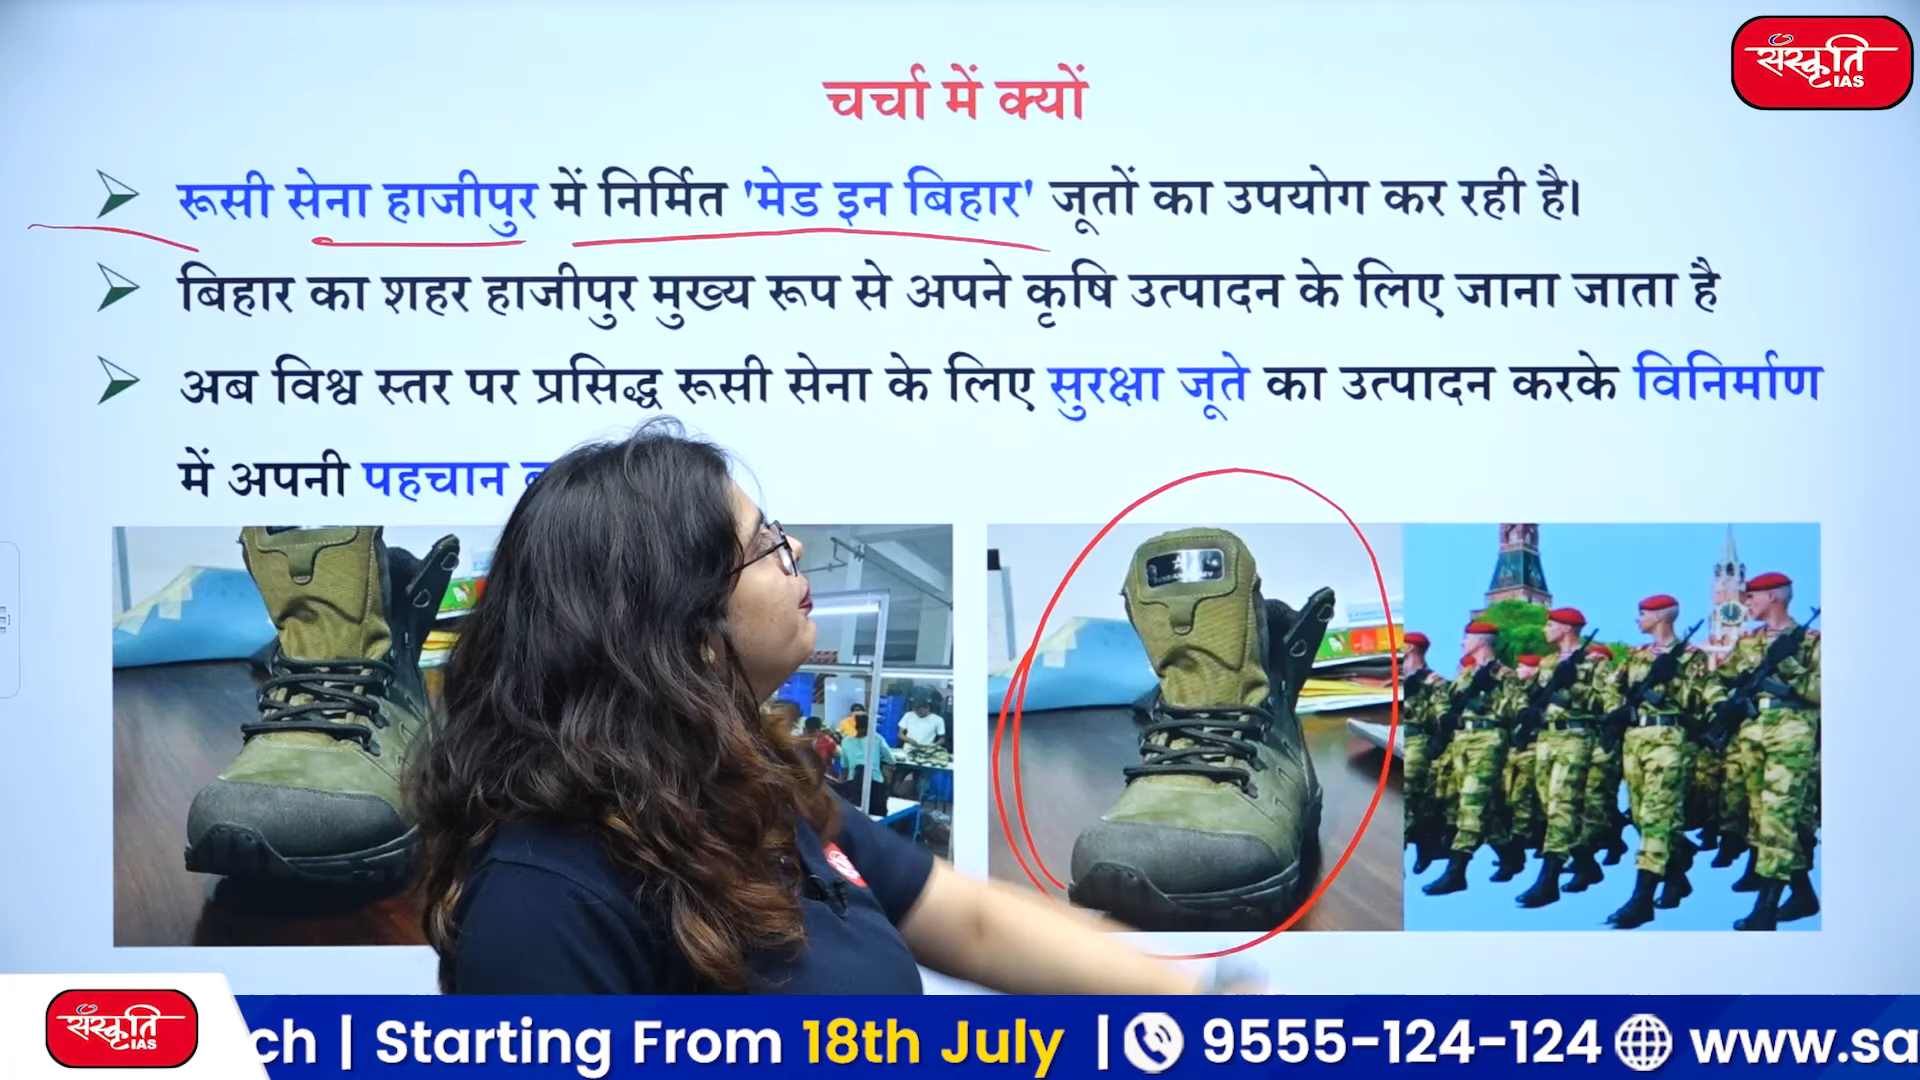 संस्कृति
IAS
चर्चा में क्यों
रूसी सेना हाजीपुर में निर्मित 'मेड इन बिहार' जूतों का उपयोग कर रही है।
बिहार का शहर हाजीपुर मुख्य रूप से अपने कृषि उत्पादन के लिए जाना जाता है
अब विश्व स्तर पर प्रसिद्ध रूसी सेना के लिए सुरक्षा जूते का उत्पादन करके विनिर्माण
में अपनी पहचान
संस्कृति
IAS
ch | Starting From 18th July | 9555-124-124 www.sa